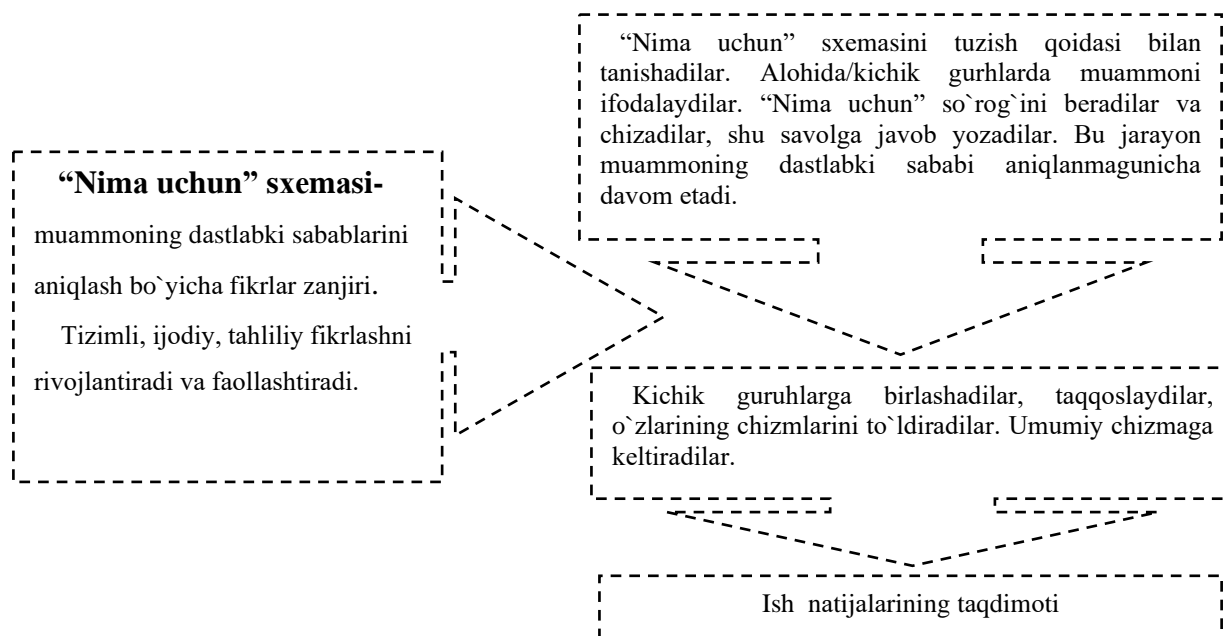 “Nima uchun” sxemasi-
muammoning dastlabki sabablarini
aniqlash bo`yicha fikrlar zanjiri.
Tizimli, ijodiy, tahliliy fikrlashni
rivojlantiradi va faollashtiradi.
“Nima uchun” sxemasini tuzish qoidasi bilan
tanishadilar. Alohida/kichik gurhlarda muammoni
ifodalaydilar. “Nima uchun” so`rog`ini beradilar va
chizadilar, shu savolga javob yozadilar. Bu jarayon
muammoning dastlabki sababi aniqlanmagunicha
davom etadi.
Kichik guruhlarga birlashadilar, taqqoslaydilar,
o`zlarining chizmlarini to`ldiradilar. Umumiy chizmaga
keltiradilar.
Ish natijalarining taqdimoti